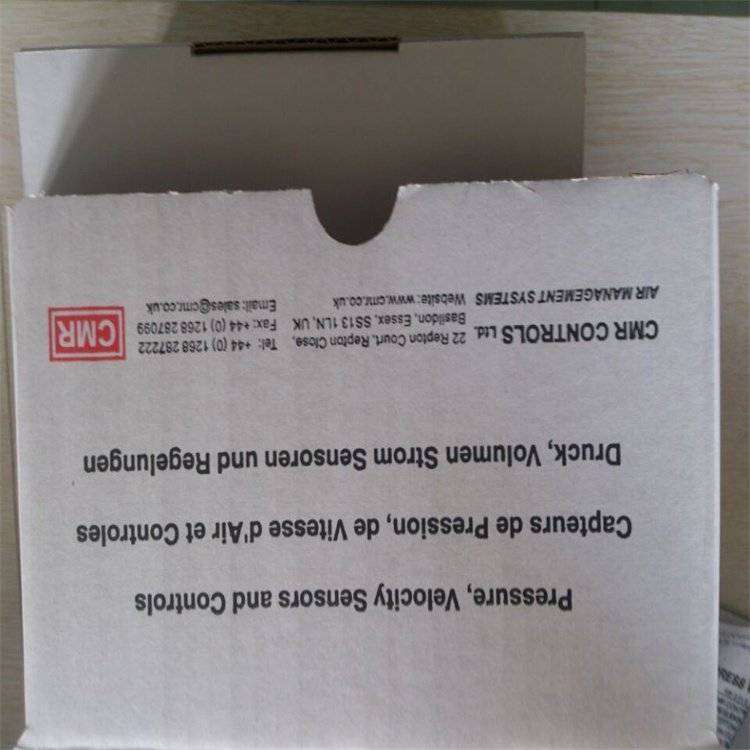 Pressure, Velocity Sensors and Controls
Capteurs de Pression, de Vitesse d'Air et Controles
Druck, Volumen Strom Sensoren und Regelungen
CMR CONTROLS Ltd.
AIR MANAGEMENT SYSTEMS
22 Repton Court, Repton Close,
Basildon, Essex, SS13 1LN, UK
Website: www.cmr.co.uk
Tel: +44 (0) 1268 287222
Fax: +44 (0) 1268 287099
Email: sales@cmr.co.uk
CMR